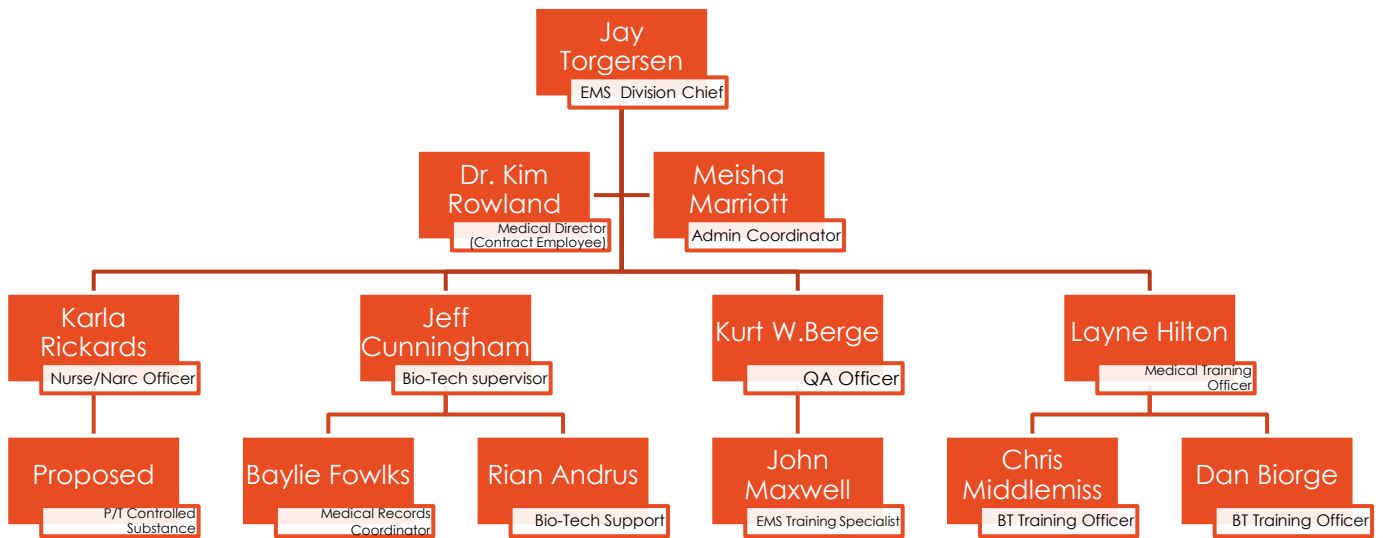 Jay
Torgersen
EMS Division Chief
Dr. Kim
Rowland
Medical Director
(Contract Employee)
Meisha
Marriott
Admin Coordinator
Karla
Rickards
Nurse/Narc Officer
Jeff
Cunningham
Bio-Tech supervisor
Kurt W.Berge
QA Officer
Layne Hilton
Medical Training
Officer
Proposed
P/T Controlled
Substance
Baylie Fowlks
Medical Records
Coordinator
Rian Andrus
Bio-Tech Support
John
Maxwell
EMS Training Specialist
Chris
Middlemiss
BT Training Officer
Dan Biorge
BT Training Officer